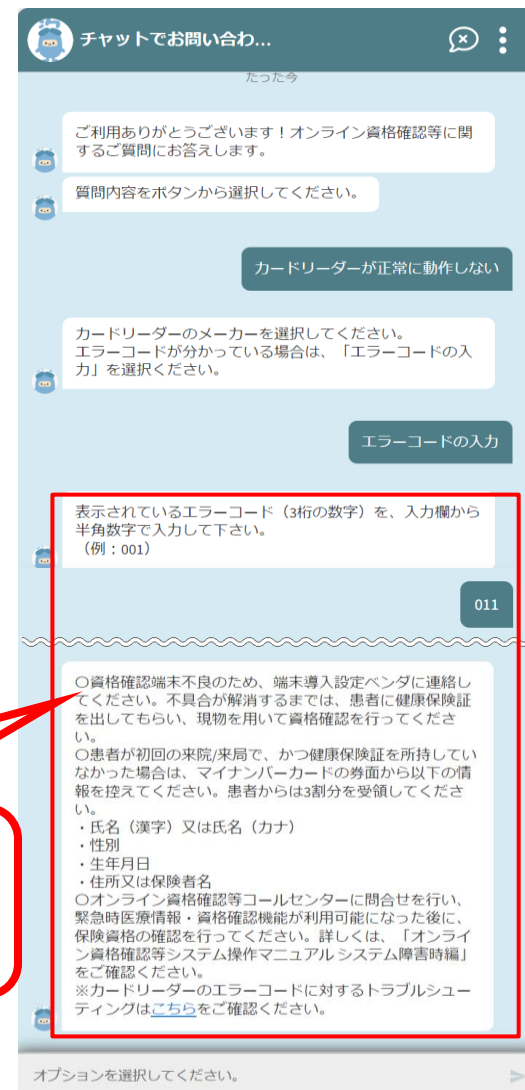 チャットでお問い合わ...
たった今
ご利用ありがとうございます！オンライン資格確認等に関
するご質問にお答えします。
質問内容をボタンから選択してください。
カードリーダーが正常に動作しない
カードリーダーのメーカーを選択してください。
エラーコードが分かっている場合は、「エラーコードの入
力」を選択ください。
エラーコードの入力
表示されているエラーコード（3桁の数字）を、入力欄から
半角数字で入力して下さい。
（例：001）
011
〇資格確認端末不良のため、端末導入設定ベンダに連絡し
てください。不具合が解消するまでは、患者に健康保険証
を出してもらい、現物を用いて資格確認を行ってくださ
い。
〇患者が初回の来院/来局で、かつ健康保険証を所持してい
なかった場合は、マイナンバーカードの券面から以下の情
報を控えてください。患者からは3割分を受領してくださ
い。
・氏名（漢字）又は氏名（カナ）
・性別
・生年月日
・住所又は保険者名
〇オンライン資格確認等コールセンターに問合せを行い、
緊急時医療情報・資格確認機能が利用可能になった後に、
保険資格の確認を行ってください。詳しくは、「オンライ
ン資格確認等システム操作マニュアル システム障害時編」
をご確認ください。
※カードリーダーのエラーコードに対するトラブルシュー
ティングはこちらをご確認ください。
オプションを選択してください。